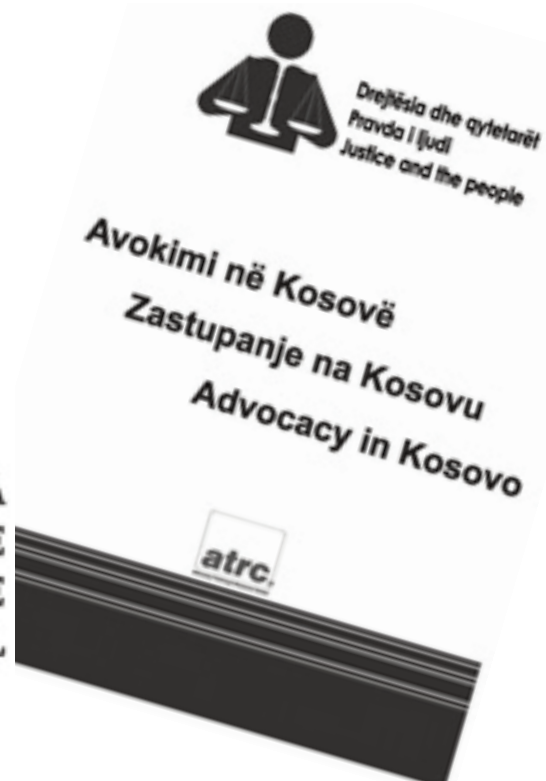 Drejtësia dhe qytetarët
Pravda i ljudi
Justice and the people
Avokimi në Kosovë
Zastupanje na Kosovu
Advocacy in Kosovo
atrc.